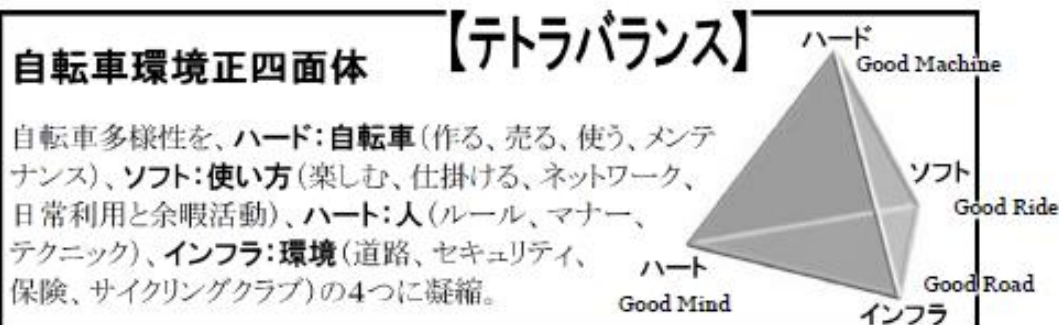 【テトラバランス】
自転車環境正四面体
自転車多様性を、ハード:自転車(作る、売る、使う、メンテ
ナンス)、ソフト:使い方(楽しむ、仕掛ける、ネットワーク、
日常利用と余暇活動)、ハート:人(ルール、マナー、
テクニック)、インフラ:環境(道路、セキュリティ、
保険、サイクリングクラブ)の4つに凝縮。
ハード
Good Machine
ソフト
Good Ride
ハート
Good Mind
Good Road
インフラ